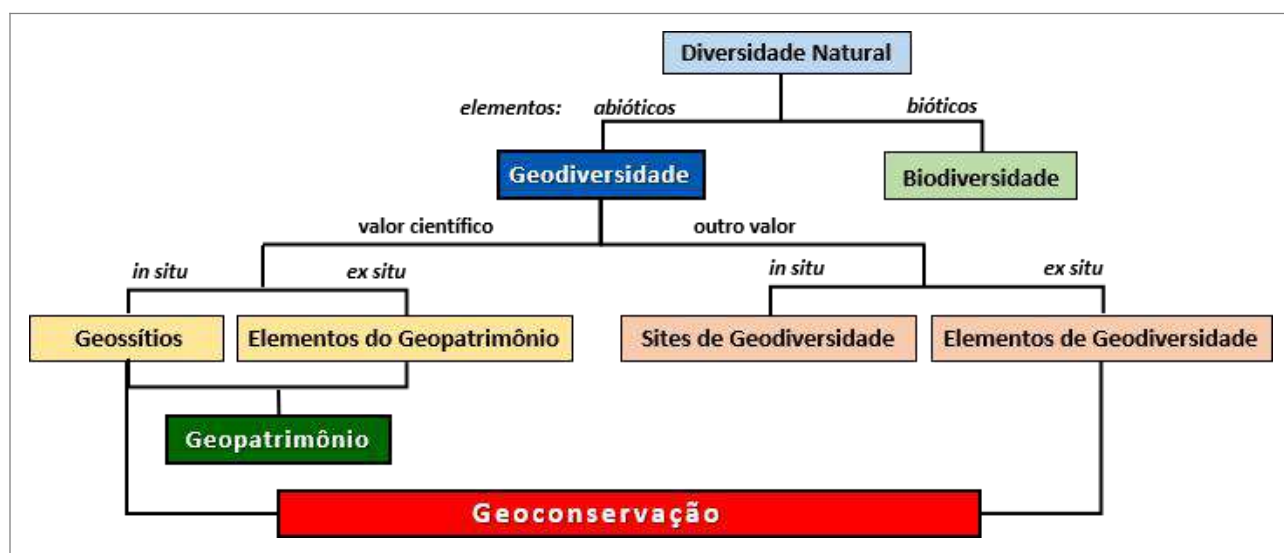 Diversidade Natural
elementos: abióticos bióticos
Geodiversidade Biodiversidade
valor científico outro valor
in situ ex situ in situ ex situ
Geossítios Elementos do Geopatrimônio Sites de Geodiversidade Elementos de Geodiversidade
Geopatrimônio
Geoconservação